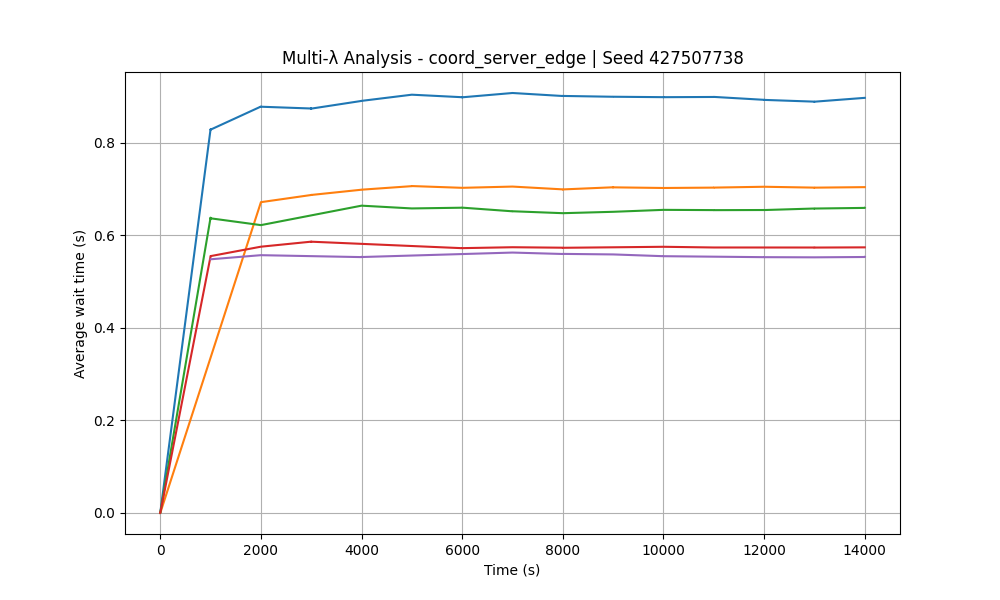 Multi-λ Analysis - coord_server_edge | Seed 427507738
Average wait time (s)
0.8
0.6
0.4
0.2
0.0
0 2000 4000 6000 8000 10000 12000 14000
Time (s)